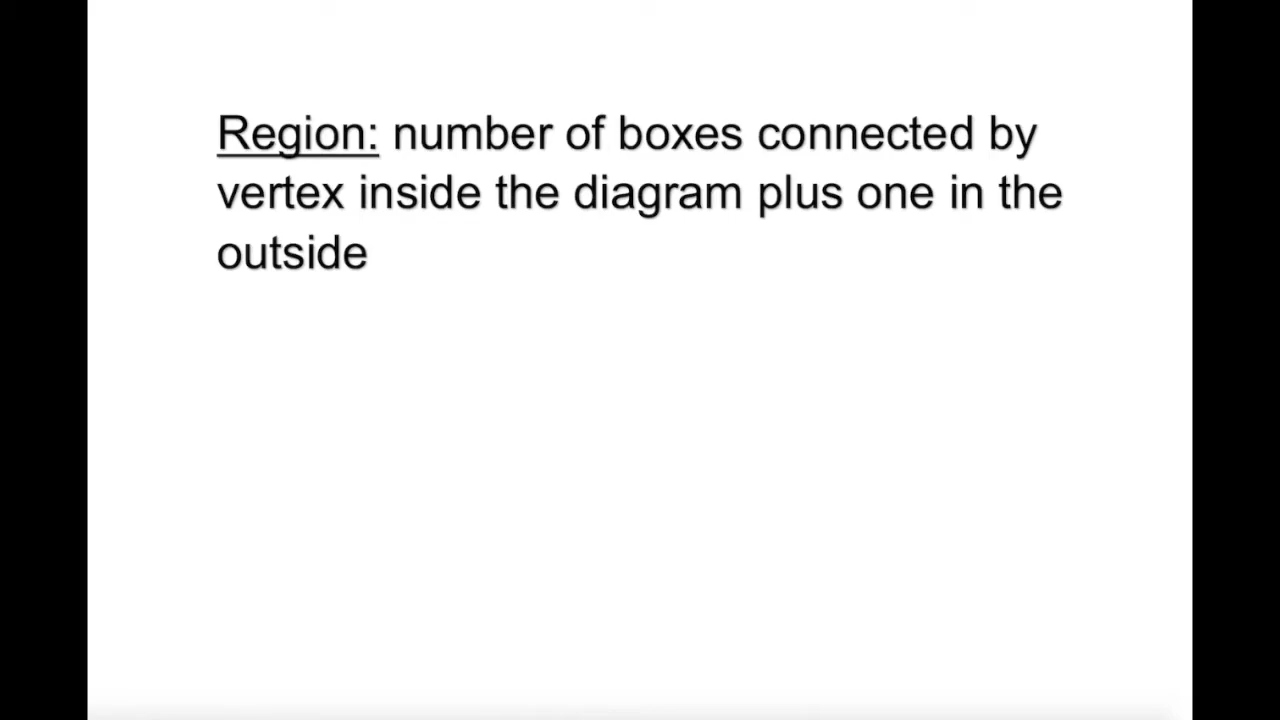 Region: number of boxes connected by
vertex inside the diagram plus one in the
outside